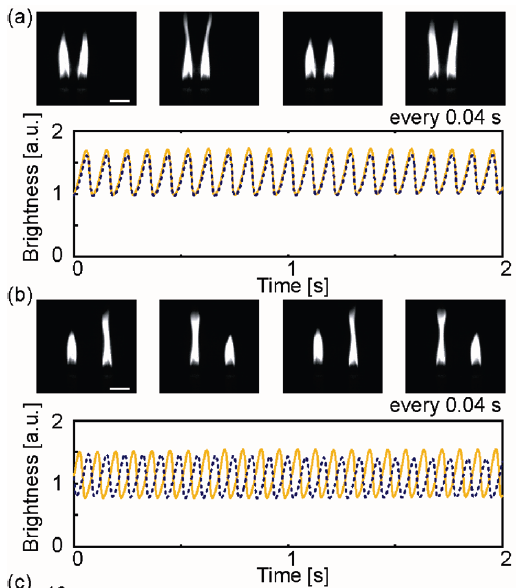 (a)
every 0.04 s
Brightness [a.u.]
2
1
0
0 1 2
Time [s]
(b)
every 0.04 s
Brightness [a.u.]
2
1
0
0 1 2
Time [s]
(c)